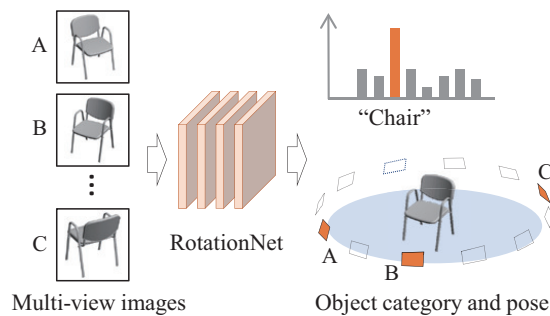 A
B
C
RotationNet
Multi-view images
“Chair”
C
A
B
Object category and pose